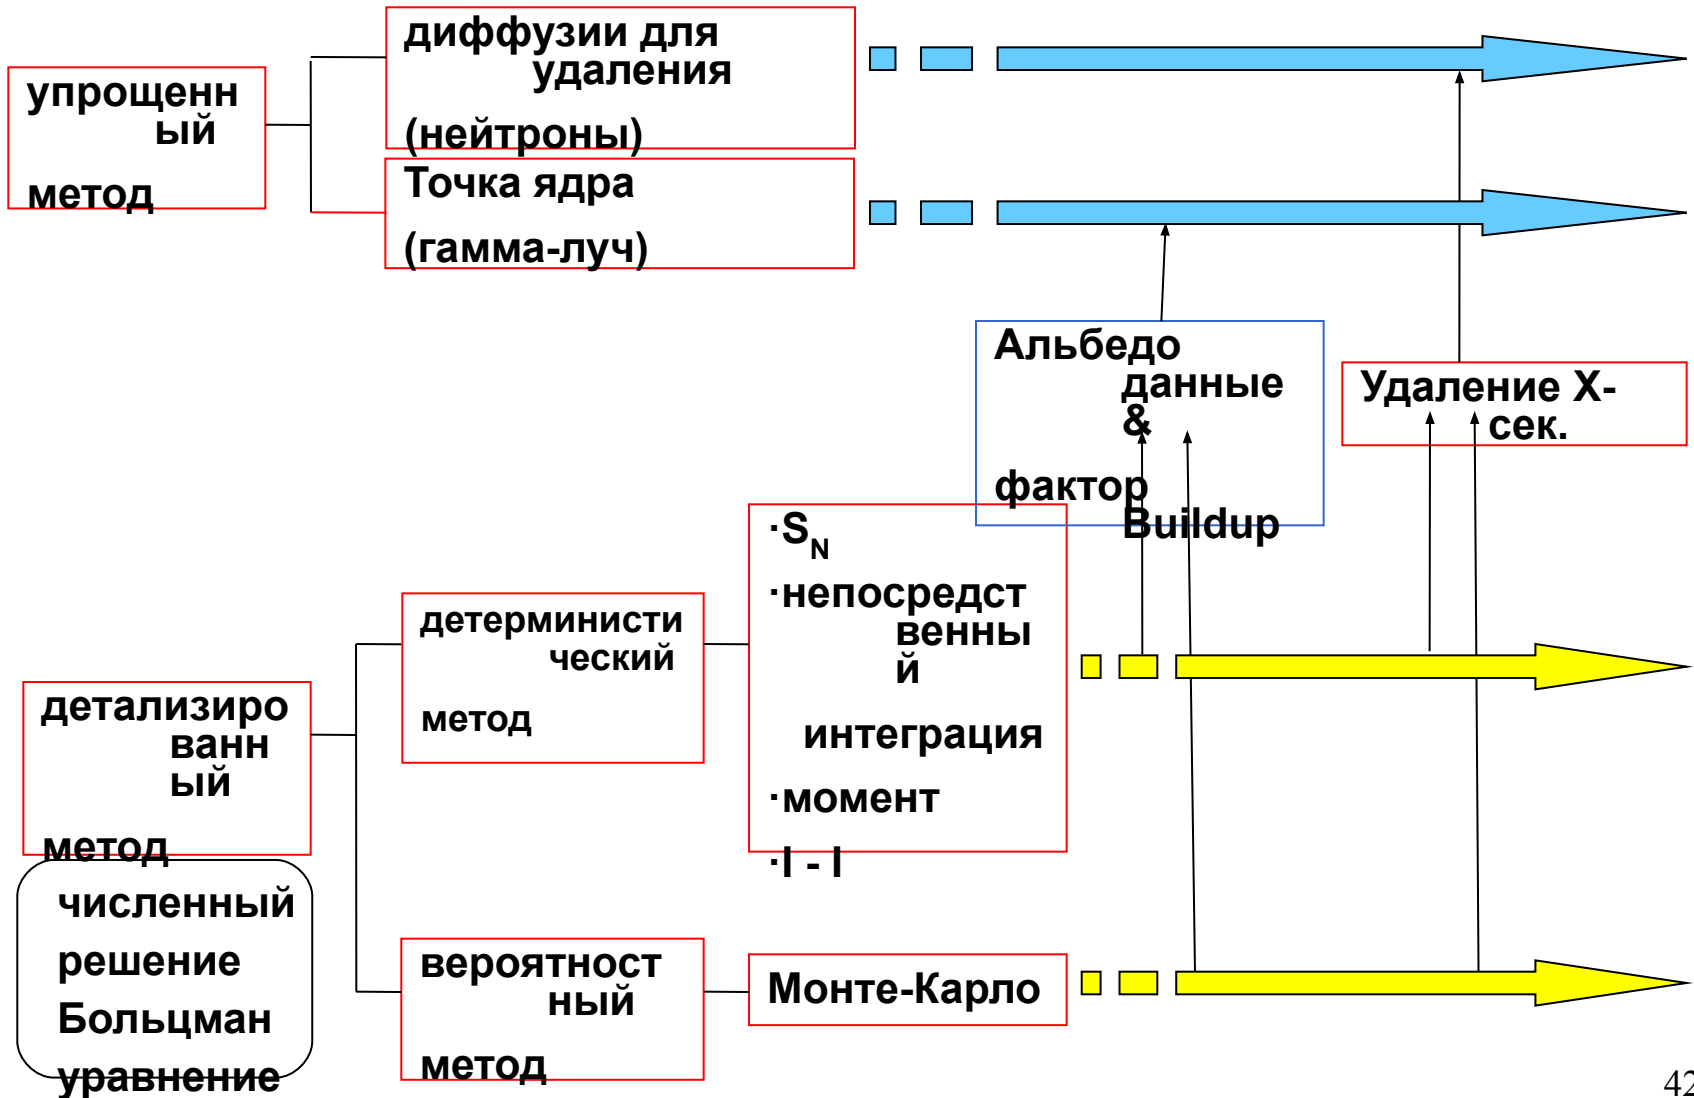 диффузии для
удаления
(нейтроны)
упрощенн
ый
метод
Точка ядра
(гамма-луч)
Альбедо
данные
&
фактор
Buildup
Удаление X-
сек.
·SN
·непосредст
венны
й
интеграция
·момент
·I - I
детерминисти
ческий
метод
детализиро
ванн
ый
метод
численный
решение
Больцман
уравнение
вероятност
ный
метод
Монте-Карло
42